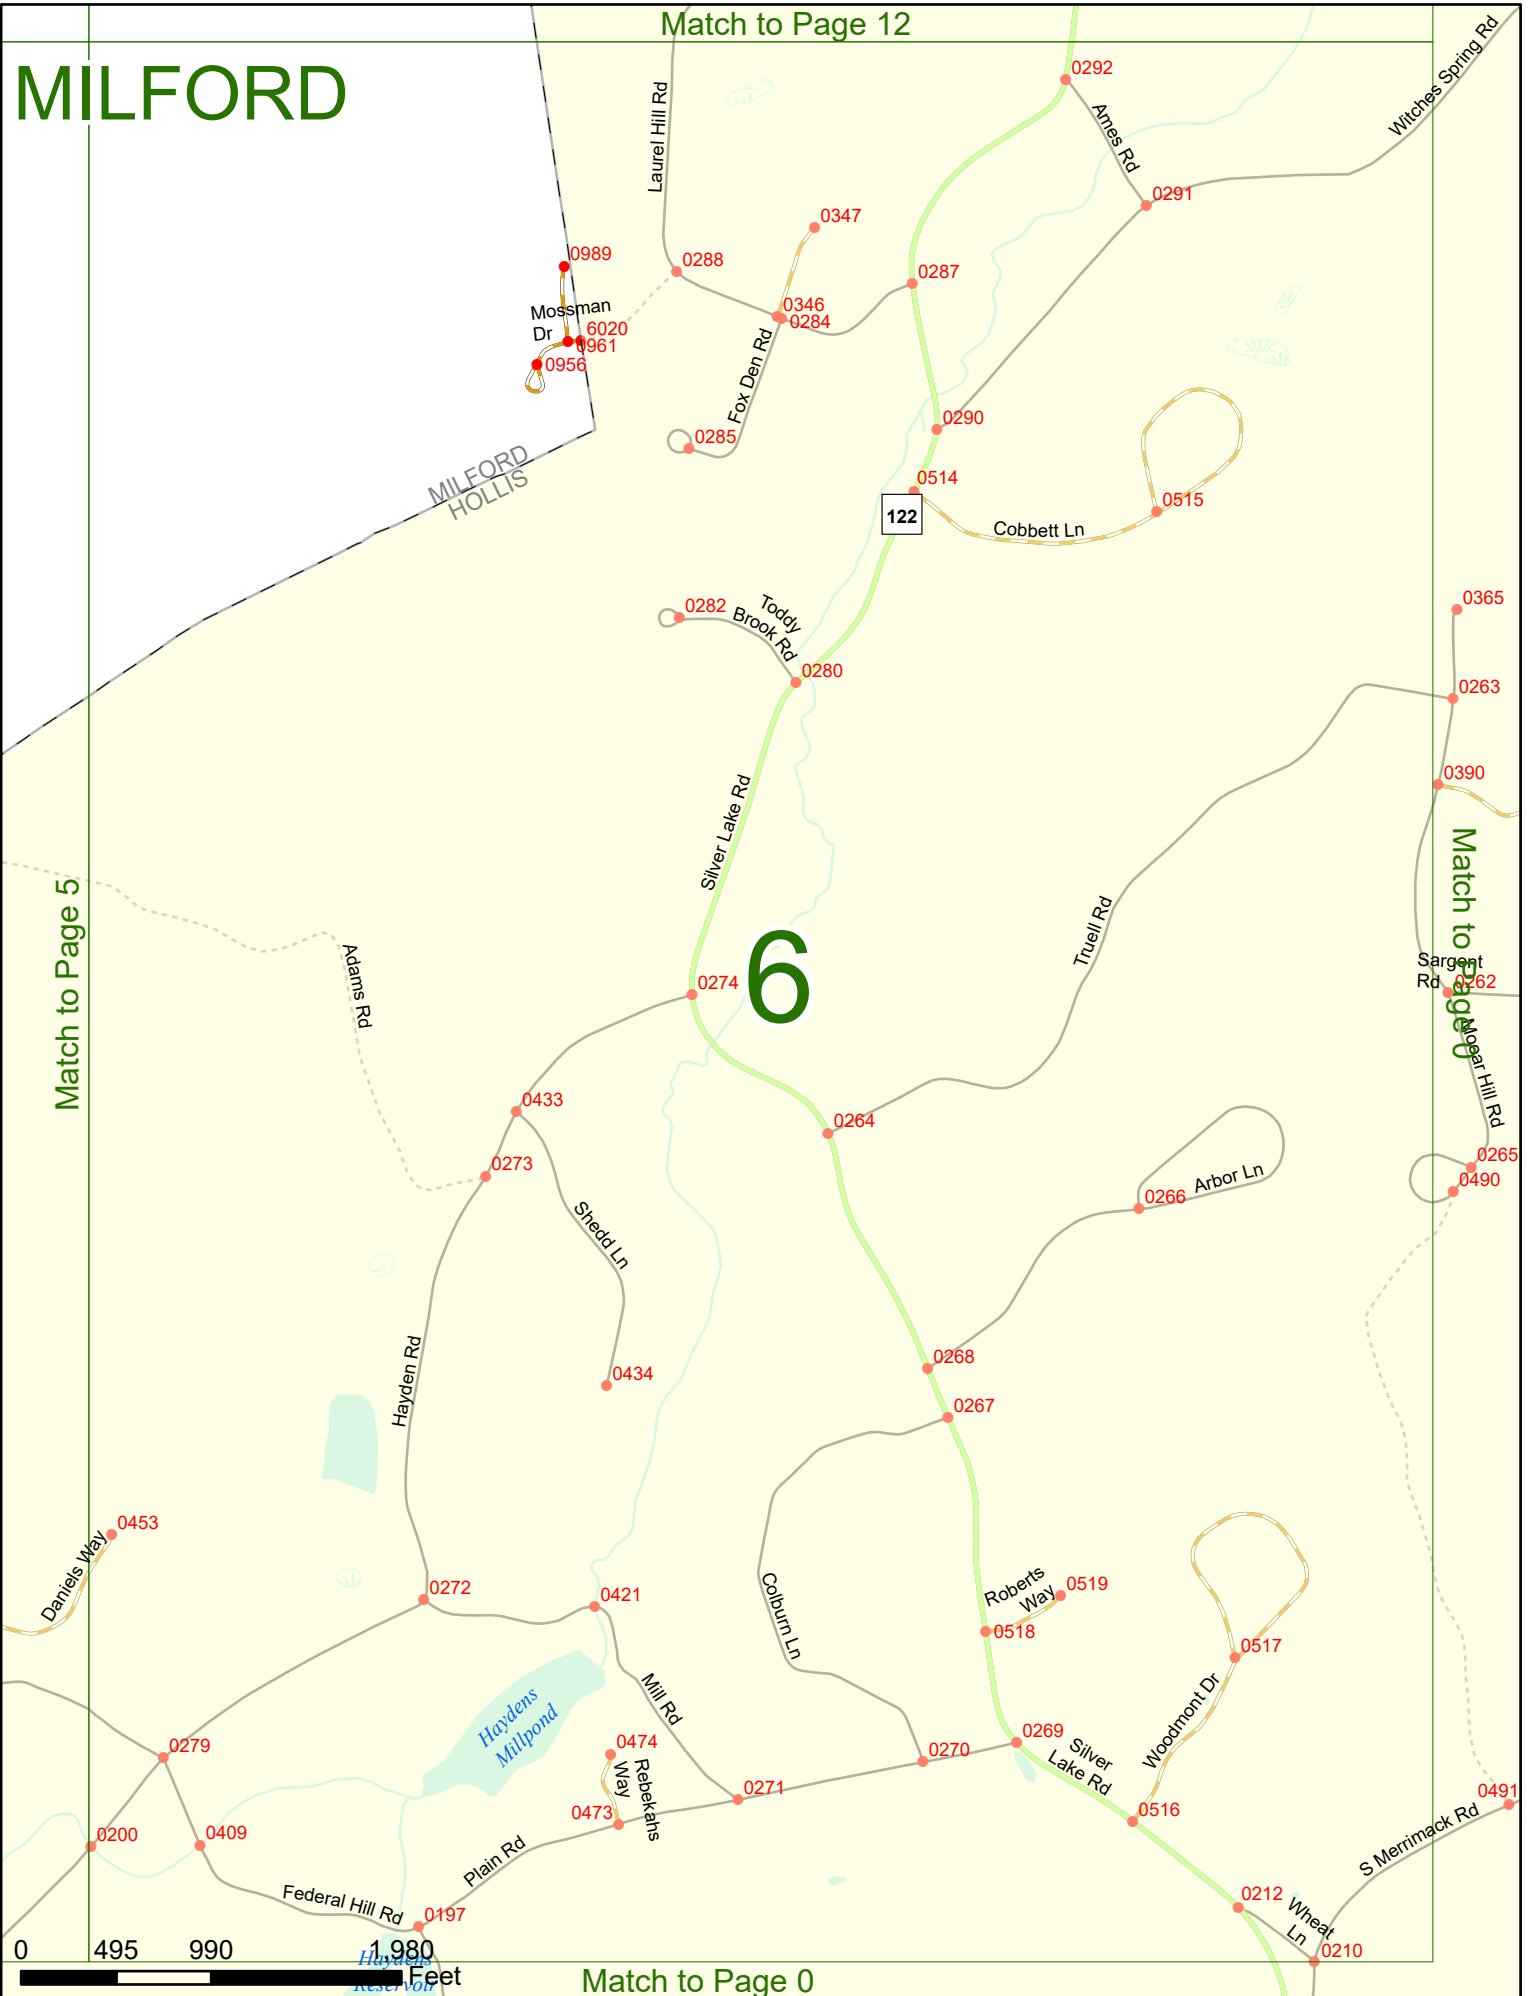 Match to Page 12
MILFORD
0292
Witches Spring Rd
Laurel Hill Rd
Ames Rd
0291
0347
0989
0288
0287
Mossman
Dr
6020
0961
0346
0284
0956
Fox Den Rd
0285
0290
MILFORD
HOLLIS
0514
122
0515
Cobbett Ln
0282
Toddy
Brook Rd
0365
0280
0263
Silver Lake Rd
0390
Match to Page 5
Match to Page 0
Adams Rd
Truell Rd
6
Sargent
Rd
0262
0274
Mooar Hill Rd
0433
0264
0273
0265
0490
Arbor Ln
0266
Shedd Ln
Hayden Rd
0268
0434
0267
0453
Daniels Way
0272
0421
Colburn Ln
Roberts
Way
0519
0518
0517
Haydens
Millpond
Mill Rd
Woodmont Dr
0279
0474
Rebekahs
Way
0270
0269
Silver
Lake Rd
0271
0473
0516
0491
0200
0409
Plain Rd
S Merrimack Rd
Federal Hill Rd
0197
0212
Wheat
Ln
0210
0 495 990 1,980
Feet
Haydens
Reservoir
Match to Page 0